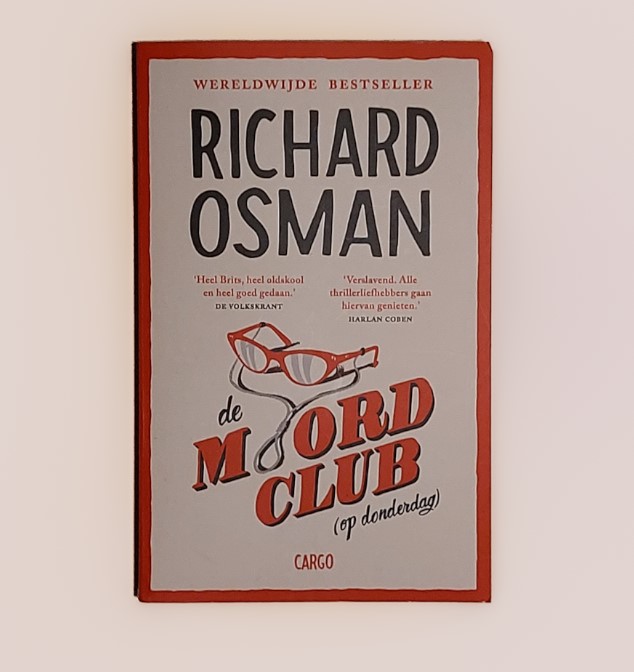 WERELDWIJDE BESTSELLER
RICHARD
OSMAN
'Heel Brits, heel oldskool
en heel goed gedaan.'
DE VOLKSKRANT
'Verslavend. Alle
thrillerliefhebbers gaan
hiervan genieten.'
HARLAN COBEN
de
MOORD
CLUB
(op donderdag)
CARGO